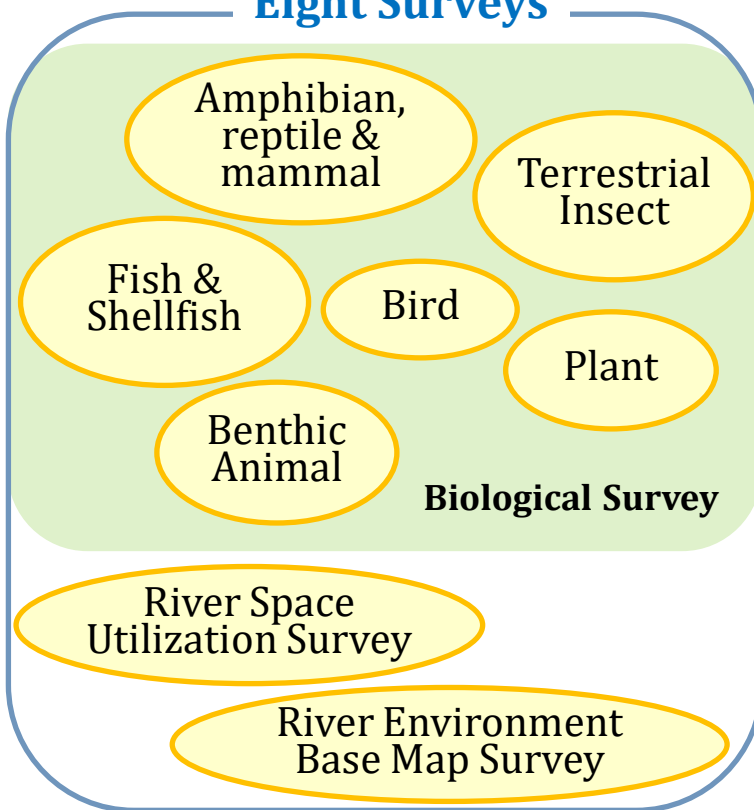 Eight Surveys
Amphibian,
reptile &
mammal
Terrestrial
Insect
Fish &
Shellfish
Bird
Plant
Benthic
Animal
Biological Survey
River Space
Utilization Survey
River Environment
Base Map Survey